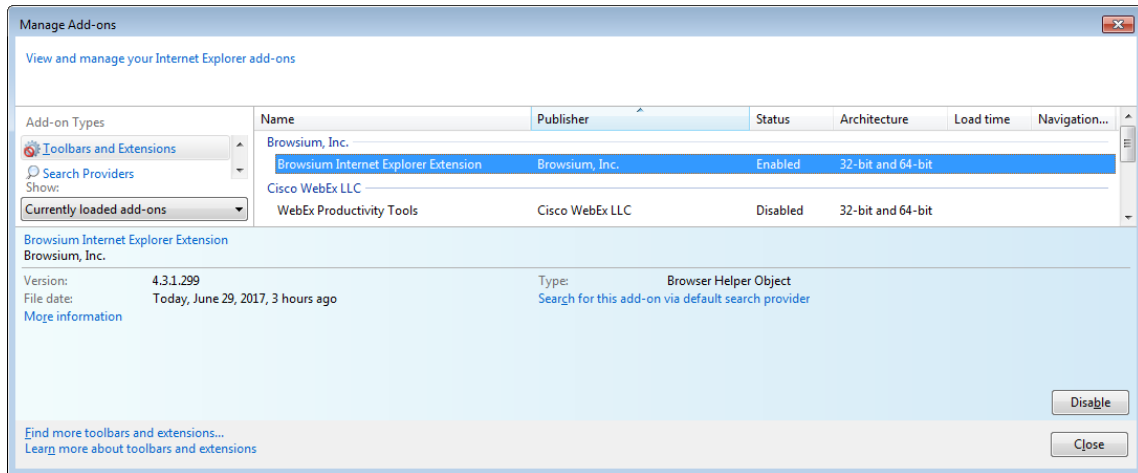 Manage Add-ons
View and manage your Internet Explorer add-ons
Add-on Types
Toolbars and Extensions
Search Providers
Show:
Currently loaded add-ons
Name Publisher Status Architecture Load time Navigation...
Browsium, Inc.
Browsium Internet Explorer Extension Browsium, Inc. Enabled 32-bit and 64-bit
Cisco WebEx LLC
WebEx Productivity Tools Cisco WebEx LLC Disabled 32-bit and 64-bit
Browsium Internet Explorer Extension
Browsium, Inc.
Version: 4.3.1.299 Type: Browser Helper Object
File date: Today, June 29, 2017, 3 hours ago Search for this add-on via default search provider
More information
Disable
Find more toolbars and extensions...
Learn more about toolbars and extensions
Close